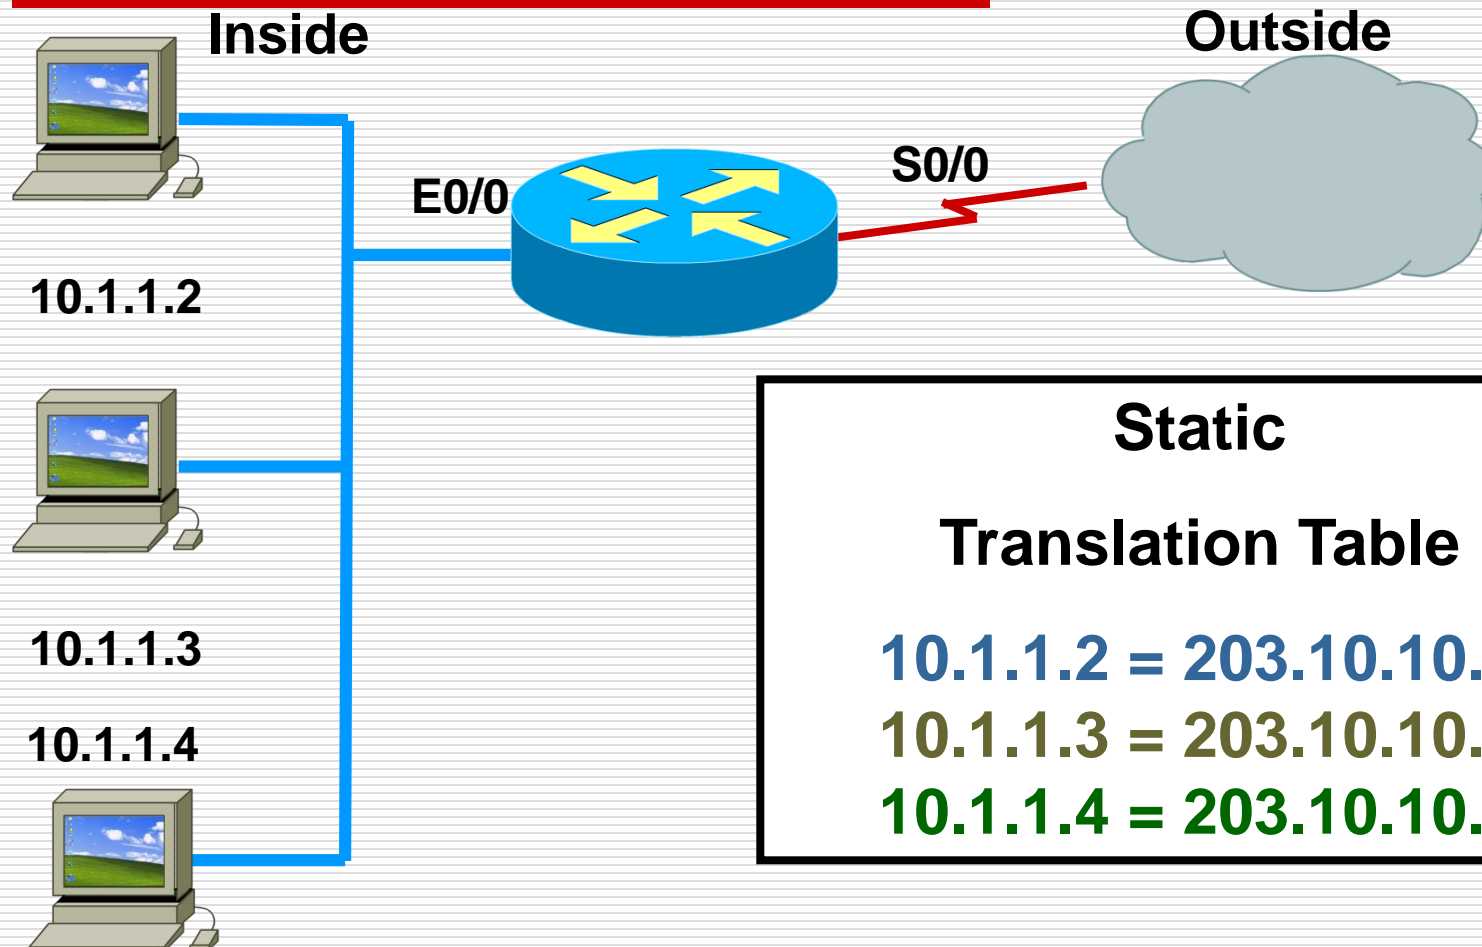 Inside
Outside
S0/0
E0/0
10.1.1.2
10.1.1.3
10.1.1.4
Static
Translation Table
10.1.1.2 = 203.10.10.
10.1.1.3 = 203.10.10.
10.1.1.4 = 203.10.10.